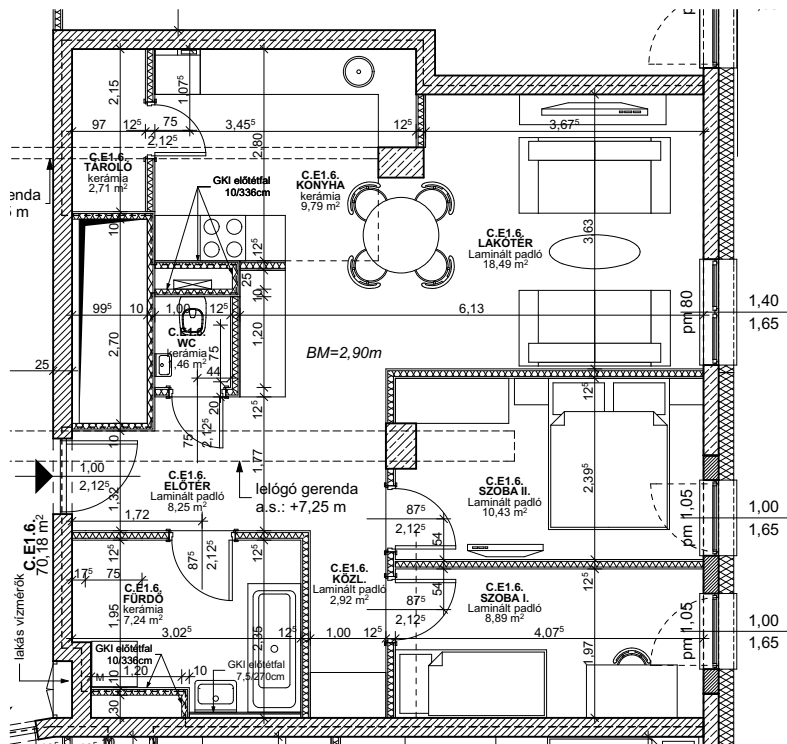 2,15
1,07⁵
97
12⁵
75
2,12⁵
3,45⁵
12⁵
3,67⁵
2,80
C.E1.6.
TÁROLÓ
kerámia
2,71 m²
enda
m
GKI előtétfal
10/336cm
C.E1.6.
KONYHA
kerámia
9,79 m²
C.E1.6.
LAKÓTÉR
Laminált padló
18,49 m²
3,63
10
12⁵
25
10
99⁵
10
1,00
12⁵
6,13
pm 80
1,40
1,65
C.E1.6.
WC
kerámia
,46 m²
75
1,20
2,70
BM=2,90m
25
44
20
12⁵
12⁵
75
2,12⁵
10
1,77
1,00
2,12⁵
1,32
C.E1.6.
ELŐTÉR
Laminált padló
8,25 m²
lelógó gerenda
a.s.: +7,25 m
C.E1.6.
SZOBA II.
Laminált padló
10,43 m²
2,39⁵
pm 1,05
1,00
1,65
1,72
87⁵
2,12⁵
54
C.E1.6.
70,18 m²
12⁵
87⁵
2,12⁵
12⁵
17⁵
75
C.E1.6.
FÜRDŐ
kerámia
7,24 m²
C.E1.6.
KÖZL.
Laminált padló
2,92 m²
54
87⁵
2,12⁵
C.E1.6.
SZOBA I.
Laminált padló
8,89 m²
12⁵
pm 1,05
1,00
1,65
1,95
3,02⁵
2,35
12⁵
1,00
12⁵
4,07⁵
1,97
lakás vízmérők
GKI előtétfal
10/336cm
M
1,20
10
GKI előtétfal
7,5/270cm
10
30